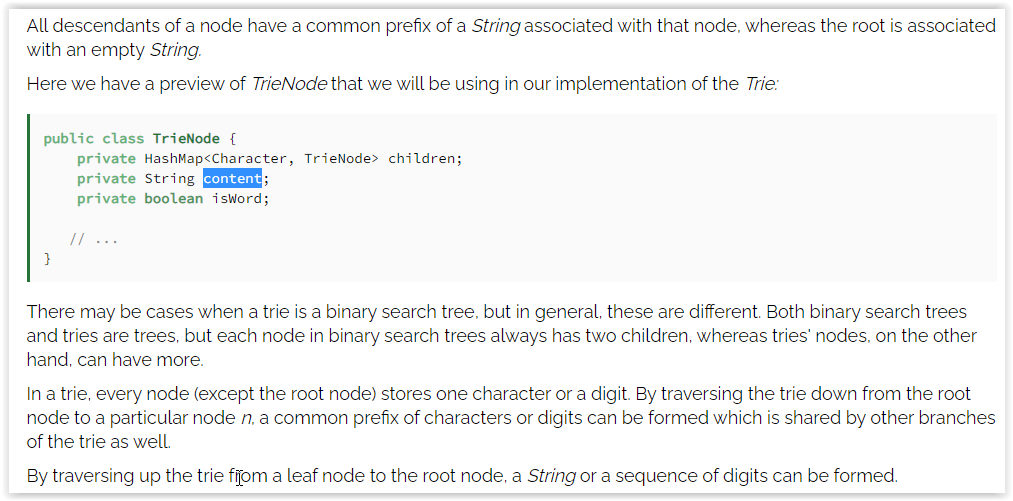 All descendants of a node have a common prefix of a String associated with that node, whereas the root is associated
with an empty String.
Here we have a preview of TrieNode that we will be using in our implementation of the Trie:
public class TrieNode {
    private HashMap<Character, TrieNode> children;
    private String content;
    private boolean isWord;
   // ...
}
There may be cases when a trie is a binary search tree, but in general, these are different. Both binary search trees
and tries are trees, but each node in binary search trees always has two children, whereas tries' nodes, on the other
hand, can have more.
In a trie, every node (except the root node) stores one character or a digit. By traversing the trie down from the root
node to a particular node n, a common prefix of characters or digits can be formed which is shared by other branches
of the trie as well.
By traversing up the trie from a leaf node to the root node, a String or a sequence of digits can be formed.